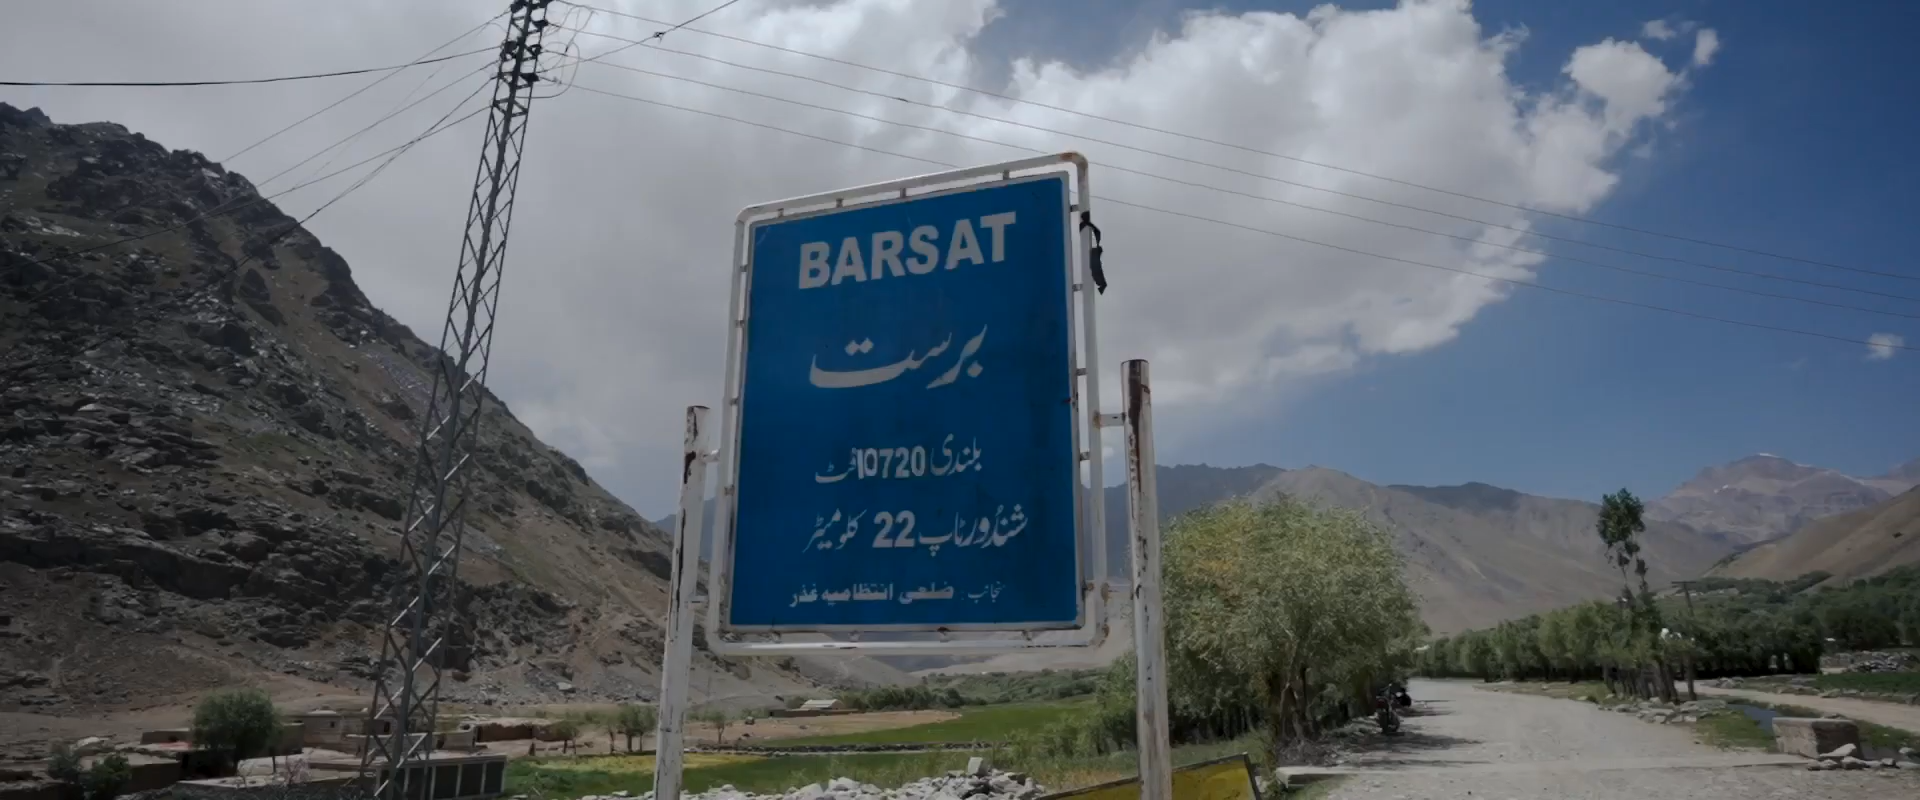 BARSAT
برست
بلندی 10720 فٹ
شندور ٹاپ 22 کلومیٹر
منجانب: ضلعی انتظامیہ غذر